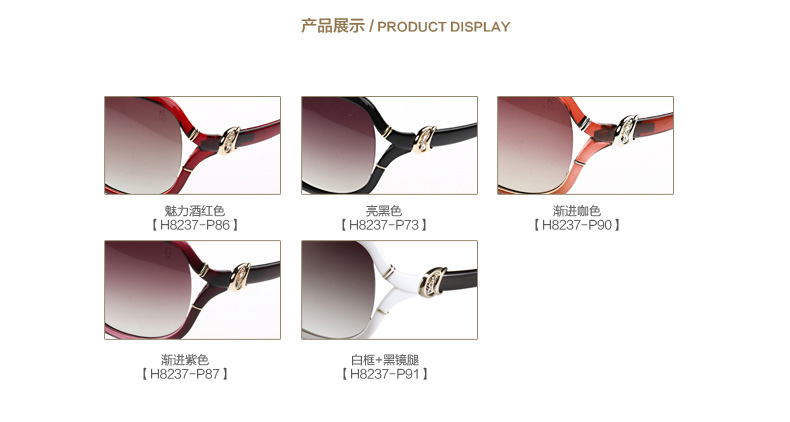 产品展示 / PRODUCT DISPLAY
魅力酒红色
【 H8237-P86 】
亮黑色
【 H8237-P73 】
渐进咖色
【 H8237-P90 】
渐进紫色
【 H8237-P87 】
白框+黑镜腿
【 H8237-P91 】